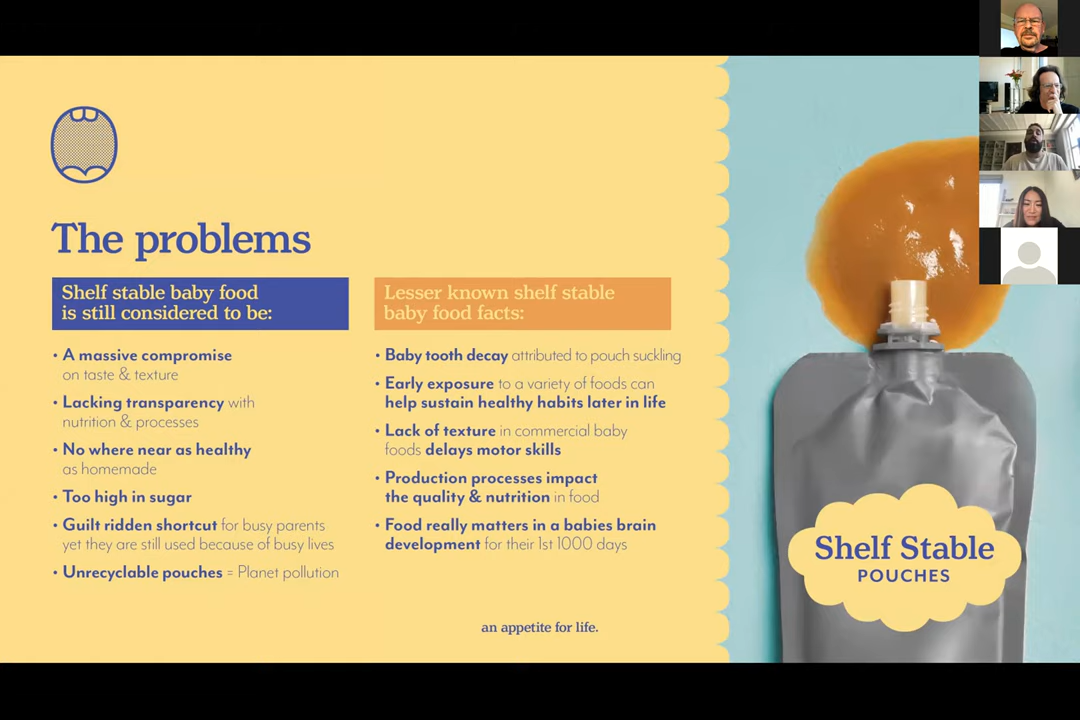 The problems
Shelf stable baby food
is still considered to be:
• A massive compromise
on taste & texture
• Lacking transparency with
nutrition & processes
• No where near as healthy
as homemade
• Too high in sugar
• Guilt ridden shortcut for busy parents
yet they are still used because of busy lives
• Unrecyclable pouches = Planet pollution
Lesser known shelf stable
baby food facts:
• Baby tooth decay attributed to pouch suckling
• Early exposure to a variety of foods can
help sustain healthy habits later in life
• Lack of texture in commercial baby
foods delays motor skills
• Production processes impact
the quality & nutrition in food
• Food really matters in a babies brain
development for their 1st 1000 days
an appetite for life.
Shelf Stable
POUCHES